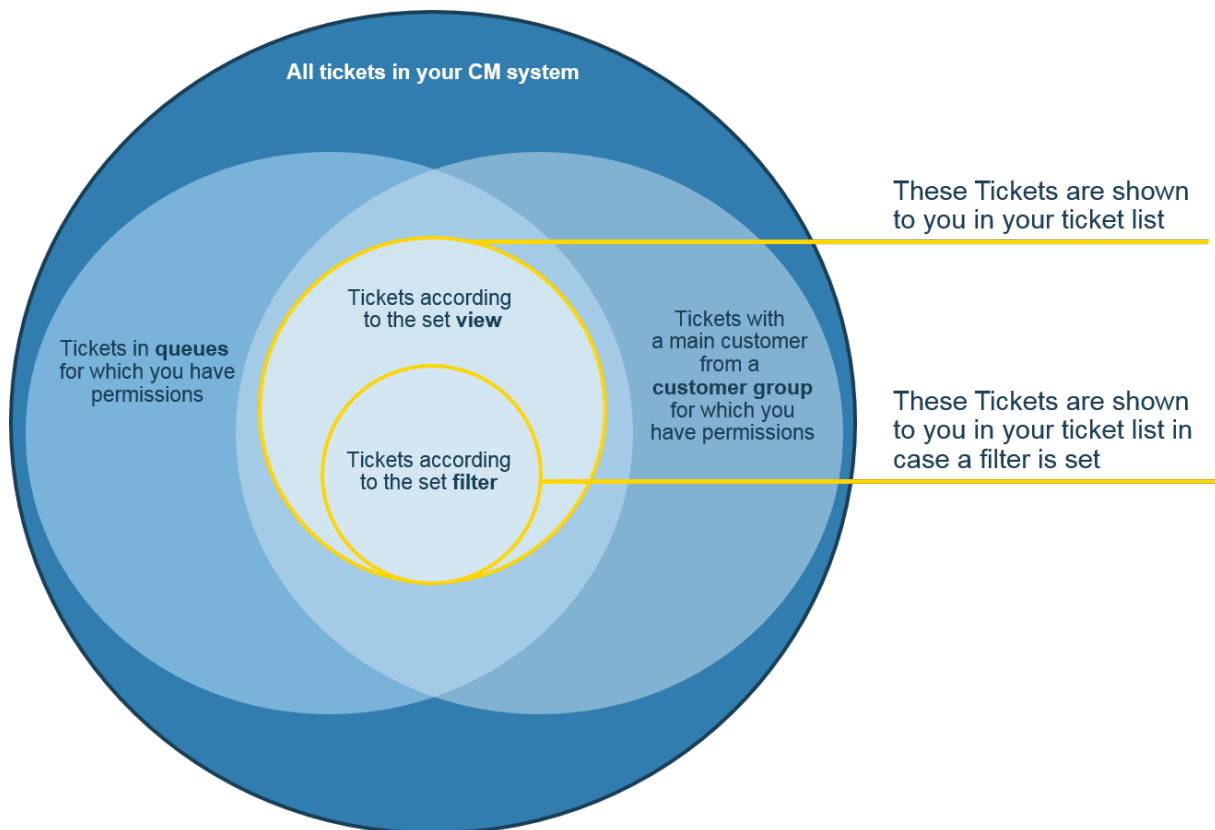 All tickets in your CM system
These Tickets are shown
to you in your ticket list
Tickets according
to the set view
Tickets in queues
for which you have
permissions
Tickets with
a main customer
from a
customer group
for which you
have permissions
These Tickets are shown
to you in your ticket list in
case a filter is set
Tickets according
to the set filter